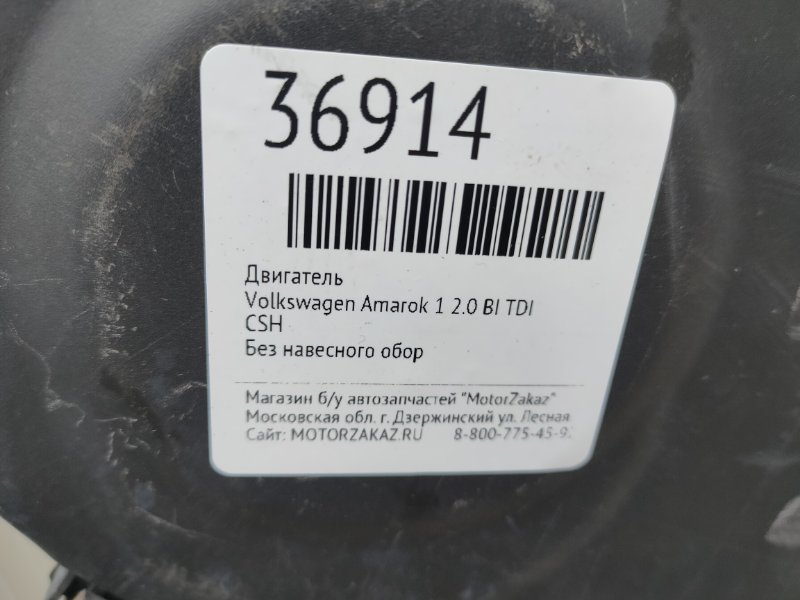 36914
Двигатель
Volkswagen Amarok 1 2.0 BI TDI
CSH
Без навесного обор
Магазин б/у автозапчастей "MotorZakaz"
Московская обл. г. Дзержинский ул. Лесная
Сайт: MOTORZAKAZ.RU 8-800-775-45-9